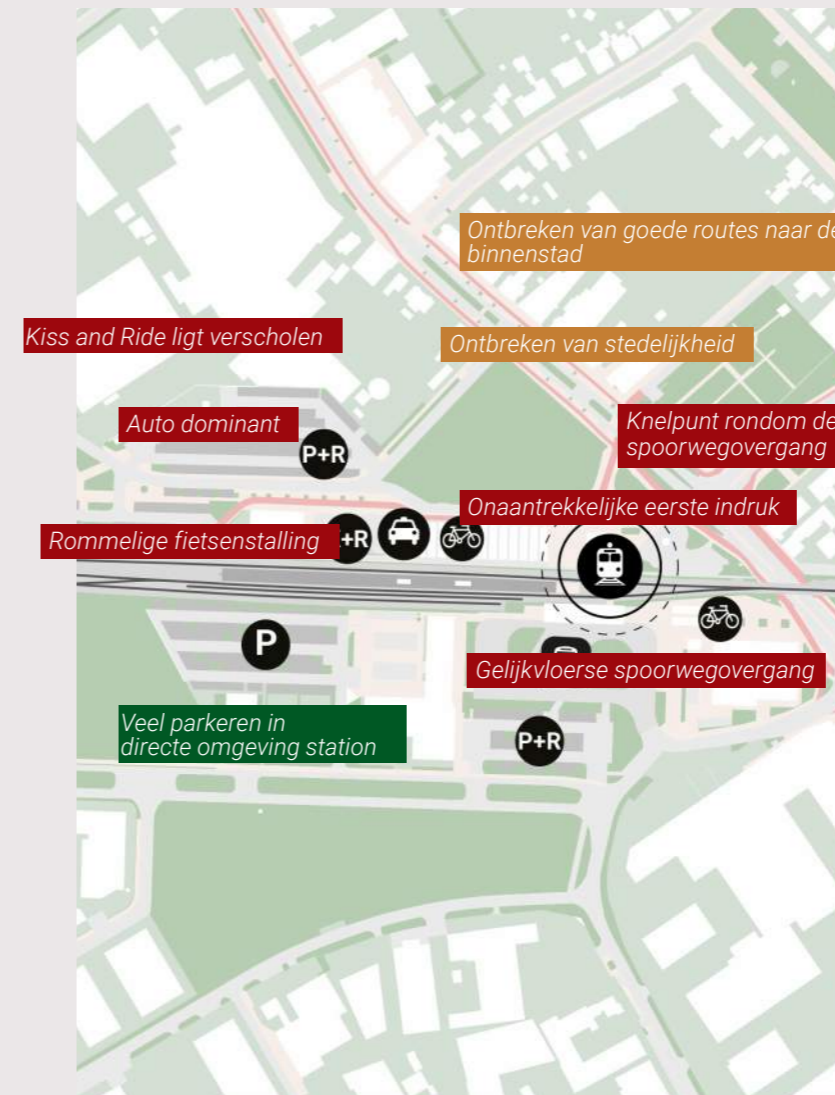 Ontbreken van goede routes naar de
binnenstad
Kiss and Ride ligt verscholen
Ontbreken van stedelijkheid
Auto dominant
Knelpunt rondom de
spoorwegovergang
P+R
Onaantrekkelijke eerste indruk
Rommelige fietsenstalling
+R
P
Gelijkvloerse spoorwegovergang
Veel parkeren in
directe omgeving station
P+R